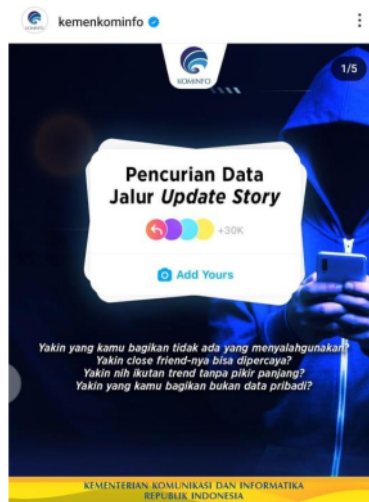 kemenkominfo
KOMINFO
1/5
Pencurian Data
Jalur Update Story
+30K
Add Yours
Yakin yang kamu bagikan tidak ada yang menyalahgunakan?
Yakin close friend-nya bisa dipercaya?
Yakin nih ikutan trend tanpa pikir panjang?
Yakin yang kamu bagikan bukan data pribadi?
KEMENTERIAN KOMUNIKASI DAN INFORMATIKA
REPUBLIK INDONESIA